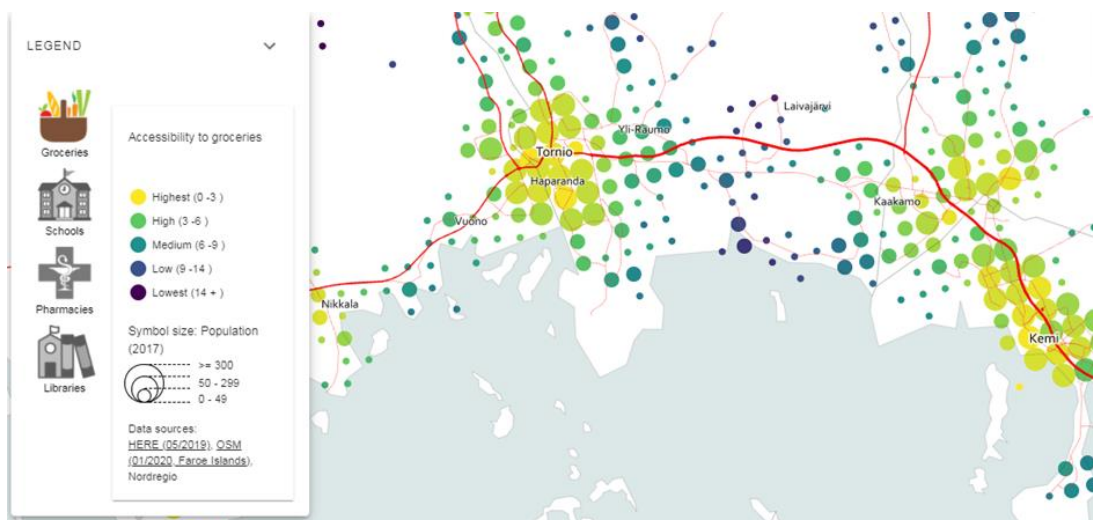 LEGEND
Groceries
Schools
Pharmacies
Libraries
Accessibility to groceries
Highest (0 -3 )
High (3 -6 )
Medium (6 -9 )
Low (9 -14 )
Lowest (14 + )
Symbol size: Population
(2017)
>= 300
50 - 299
0 - 49
Data sources:
HERE (05/2019), OSM
(01/2020, Faroe Islands),
Nordregio
Laivajärvi
Yli-Raumo
Tornio
Haparanda
Kaakamo
Vuono
Nikkala
Kemi